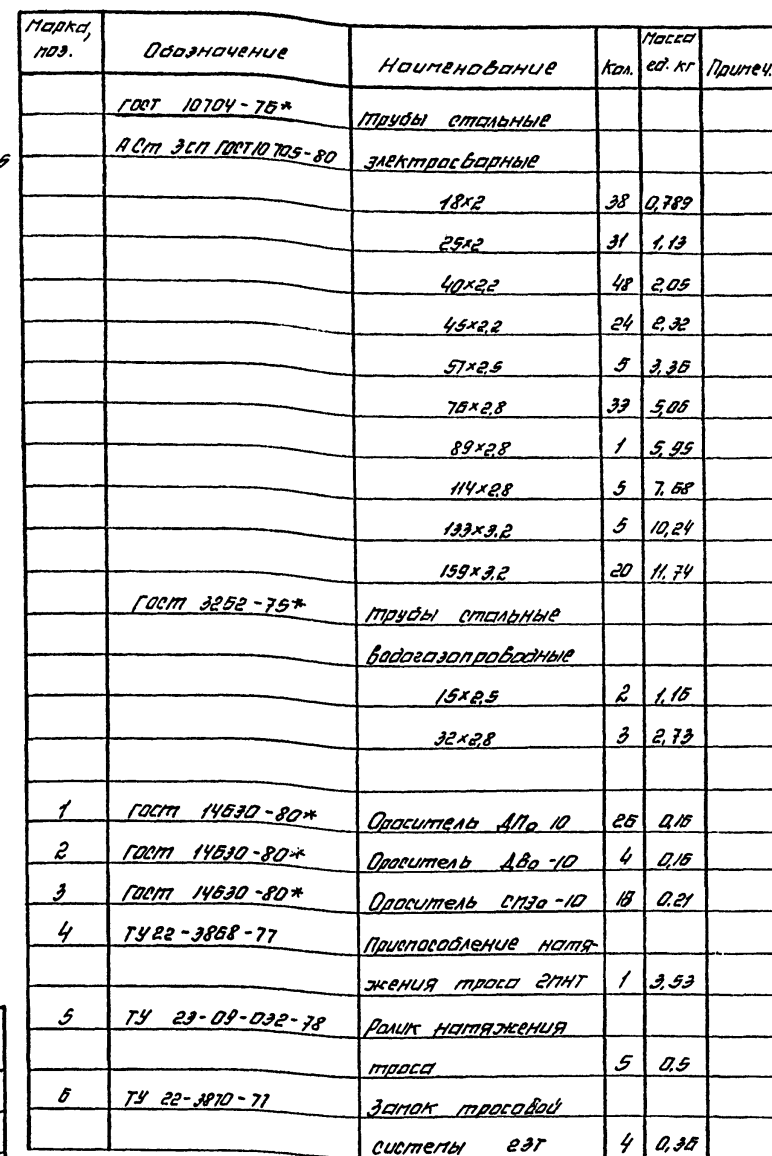 Марка, поз. Обозначение Наименование Кол. Масса ед. кг Примеч.
ГОСТ 10704-76* Трубы стальные
А Ст 3сп ГОСТ 10705-80 электросварные
18×2 38 0,789
25×2 31 1,13
40×2,2 48 2,05
45×2,2 24 2,32
57×2,5 5 3,36
76×2,8 33 5,06
89×2,8 1 5,95
114×2,8 5 7,68
133×3,2 5 10,24
159×3,2 20 11,74
ГОСТ 3262-75* Трубы стальные
водогазопроводные
15×2,5 2 1,16
32×2,8 3 2,73
1 ГОСТ 14630-80* Ороситель ДПо 10 26 0,16
2 ГОСТ 14630-80* Ороситель ДВо-10 4 0,16
3 ГОСТ 14630-80* Ороситель СПЭо-10 18 0.21
4 ТУ 22-3868-77 Приспособление натя-
жения троса 2ПНТ 1 3,53
5 ТУ 29-09-032-78 Ролик натяжения
троса 5 0.5
6 ТУ 22-3870-77 Замок тросовой
системы 2ЗТ 4 0,36